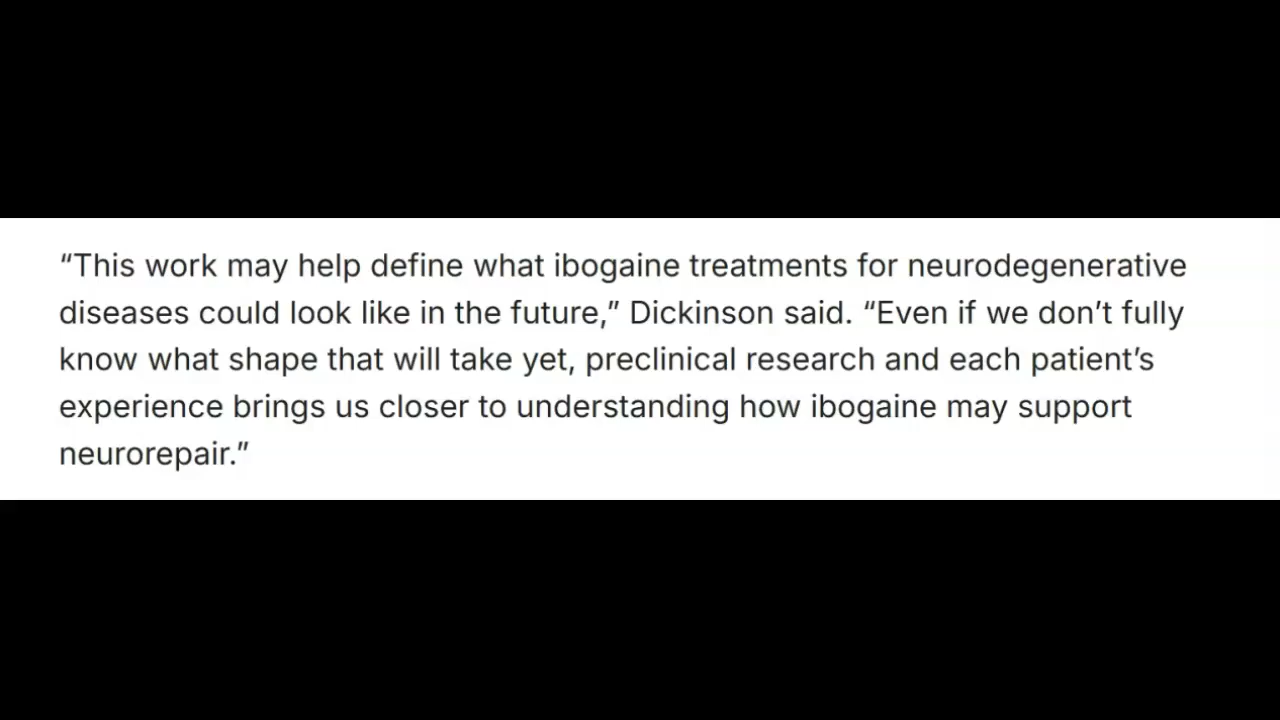 “This work may help define what ibogaine treatments for neurodegenerative
diseases could look like in the future,” Dickinson said. “Even if we don’t fully
know what shape that will take yet, preclinical research and each patient’s
experience brings us closer to understanding how ibogaine may support
neurorepair.”